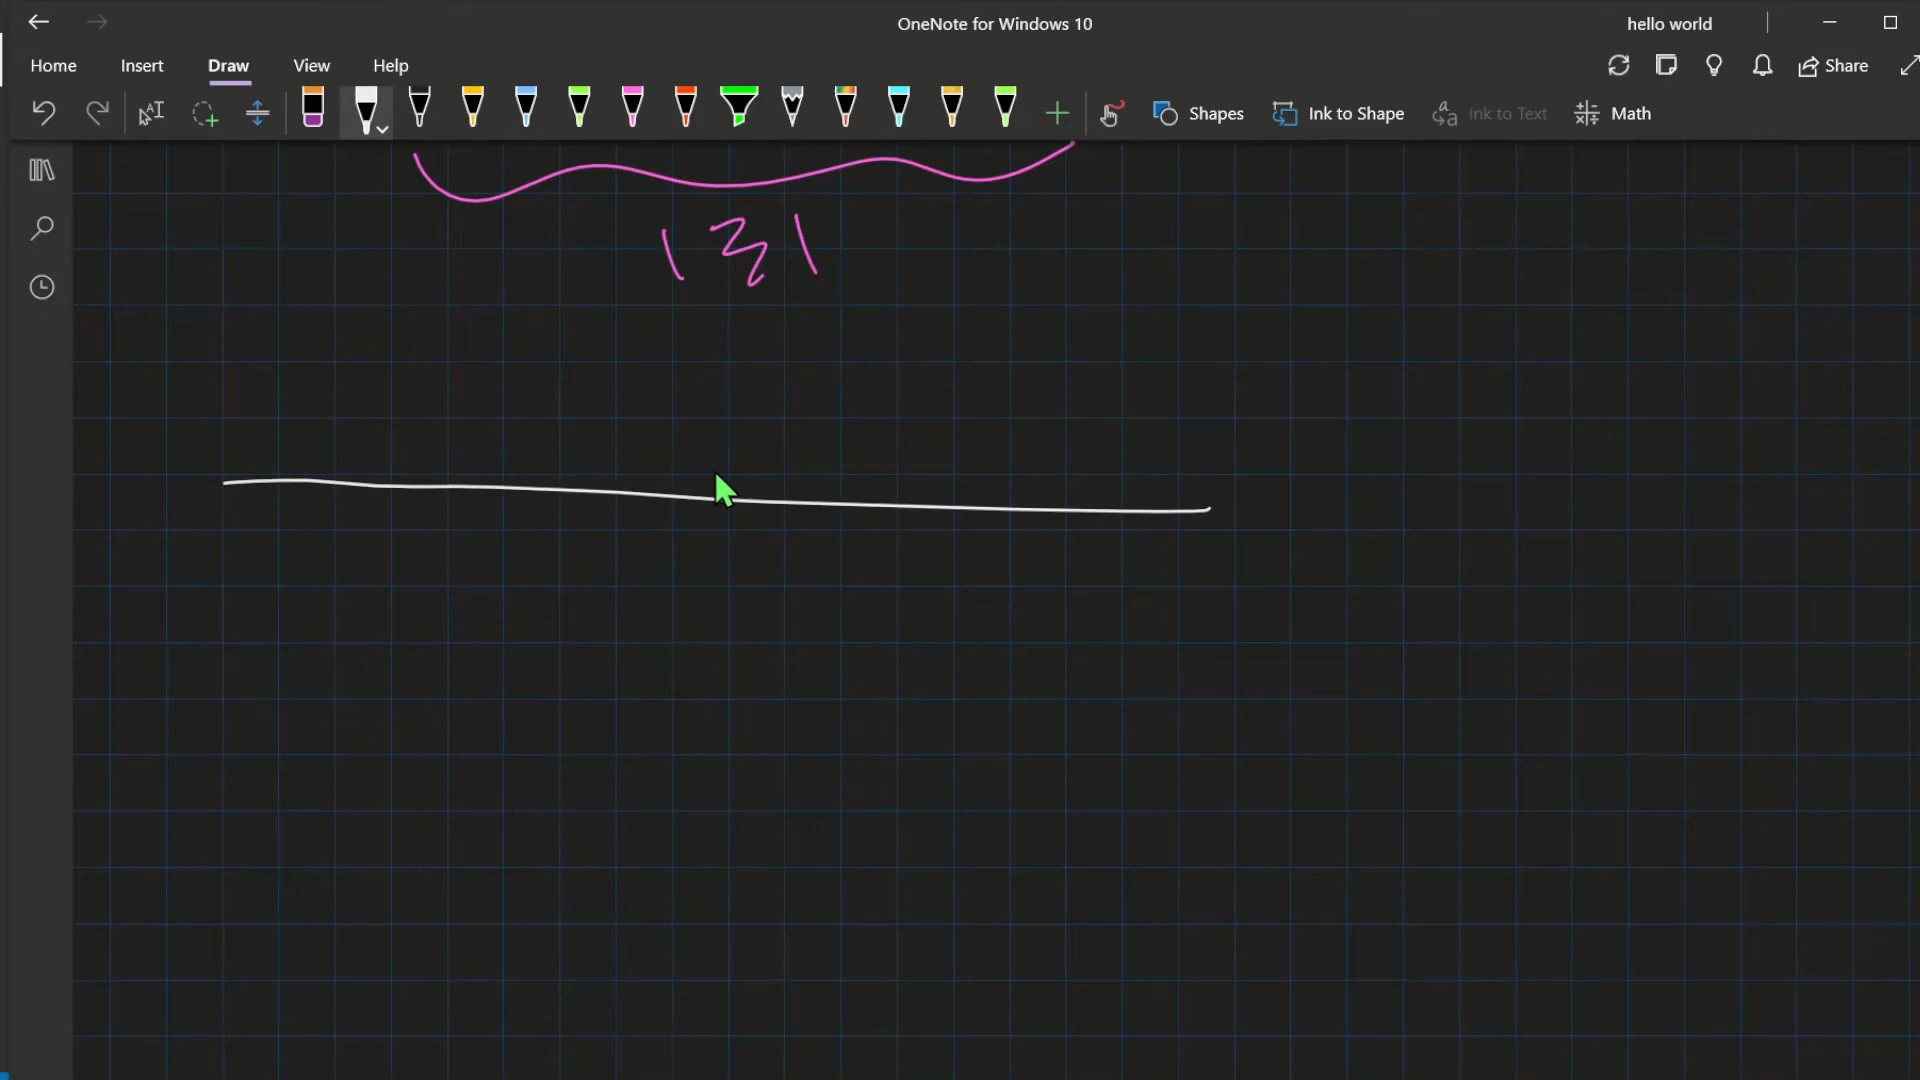 OneNote for Windows 10
hello world
Home Insert Draw View Help
Share
Shapes Ink to Shape Ink to Text Math
131